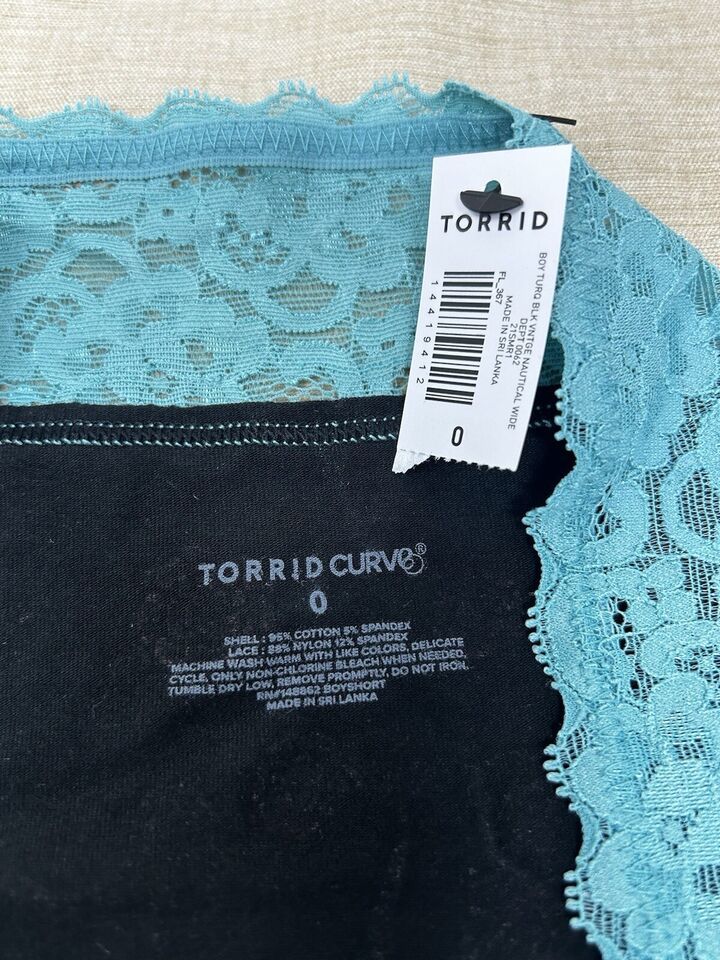 TORRID
BOY TURQ BLK VNTGE NAUTICAL WIDE
DEPT 0062
21SMR1
MADE IN SRI LANKA
FL_367
14419412
0
TORRID CURVE®
0
SHELL : 95% COTTON 5% SPANDEX
LACE : 88% NYLON 12% SPANDEX
MACHINE WASH WARM WITH LIKE COLORS, DELICATE
CYCLE, ONLY NON-CHLORINE BLEACH WHEN NEEDED,
TUMBLE DRY LOW, REMOVE PROMPTLY, DO NOT IRON.
RN#148862 BOYSHORT
MADE IN SRI LANKA